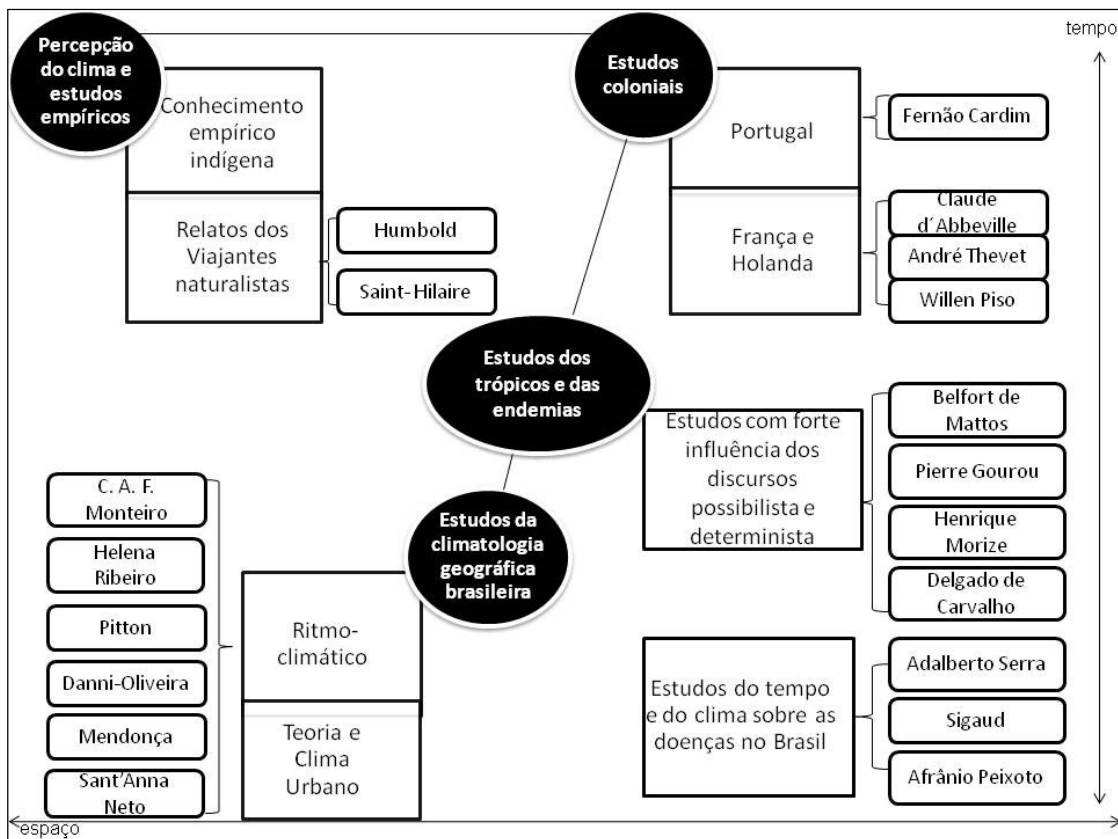 Percepção
do clima e
estudos
empíricos
Conhecimento
empírico
indígena
Relatos dos
Viajantes
naturalistas
Humbold
Saint-Hilaire
Estudos
coloniais
tempo
Portugal
Fernão Cardim
França e
Holanda
Claude
d´Abbeville
André Thevet
Willen Piso
Estudos dos
trópicos e das
endemias
Estudos com forte
influência dos
discursos
possibilista e
determinista
Belfort de
Mattos
Pierre Gourou
Henrique
Morize
Delgado de
Carvalho
Estudos do tempo
e do clima sobre as
doenças no Brasil
Adalberto Serra
Sigaud
Afrânio Peixoto
Estudos da
climatologia
geográfica
brasileira
Ritmo-
climático
Teoria e
Clima
Urbano
C. A. F.
Monteiro
Helena
Ribeiro
Pitton
Danni-Oliveira
Mendonça
Sant'Anna
Neto
espaço